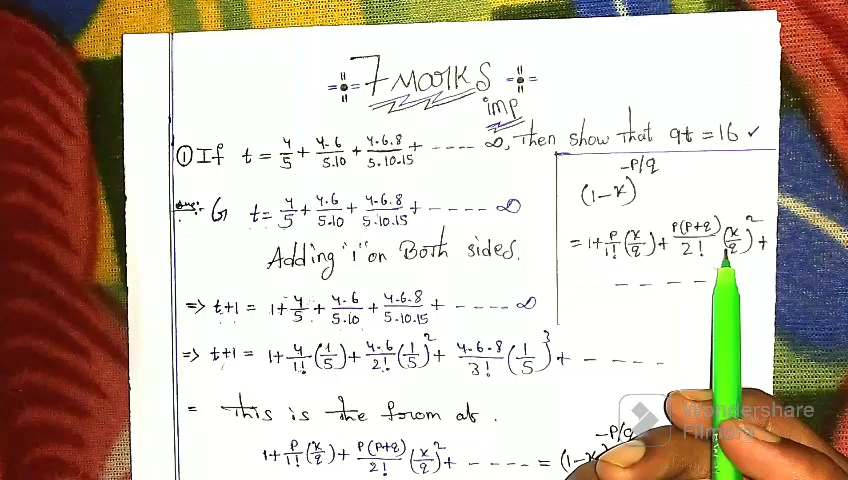 7 Marks
imp
① If t = 4/5 + 4·6/5·10 + 4·6·8/5·10·15 + ---- ∞, Then show that 9t = 16 ✓
Ans:- G t = 4/5 + 4·6/5·10 + 4·6·8/5·10·15 + ---- ∞
Adding "1" on Both sides.
=> t+1 = 1 + 4/5 + 4·6/5·10 + 4·6·8/5·10·15 + ---- ∞
=> t+1 = 1 + 4/1! (1/5) + 4·6/2! (1/5)² + 4·6·8/3! (1/5)³ + ----
= This is the form at.
1 + p/1! (x/q) + p(p+q)/2! (x/q)² + ---- = (1-x)^-p/q
(1-x)^-p/q
= 1 + p/1! (x/q) + p(p+q)/2! (x/q)² +
----
Wondershare
Filmora